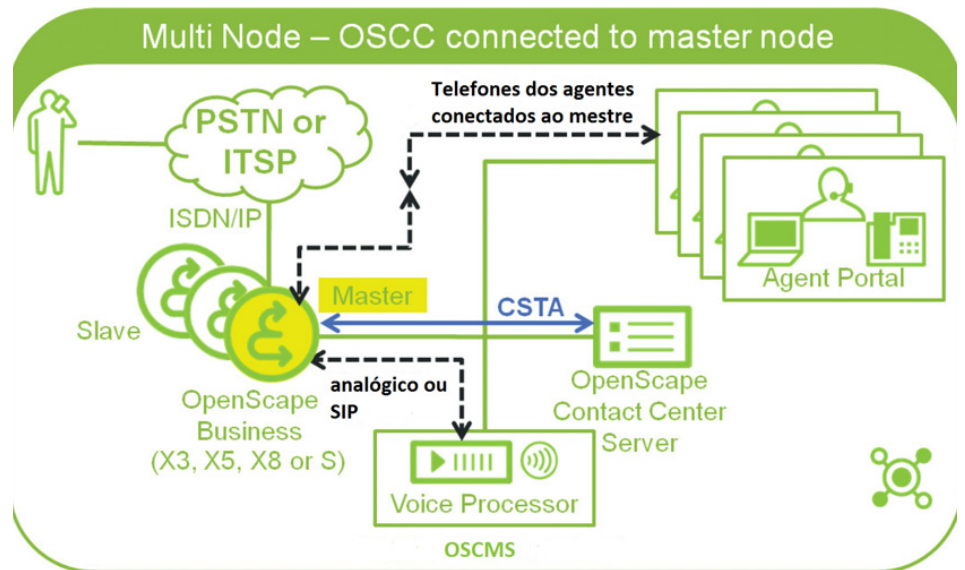 Multi Node – OSCC connected to master node
Telefones dos agentes
conectados ao mestre
PSTN or
ITSP
ISDN/IP
Agent Portal
Master
CSTA
Slave
analógico ou
SIP
OpenScape
Business
(X3, X5, X8 or S)
OpenScape
Contact Center
Server
Voice Processor
OSCMS